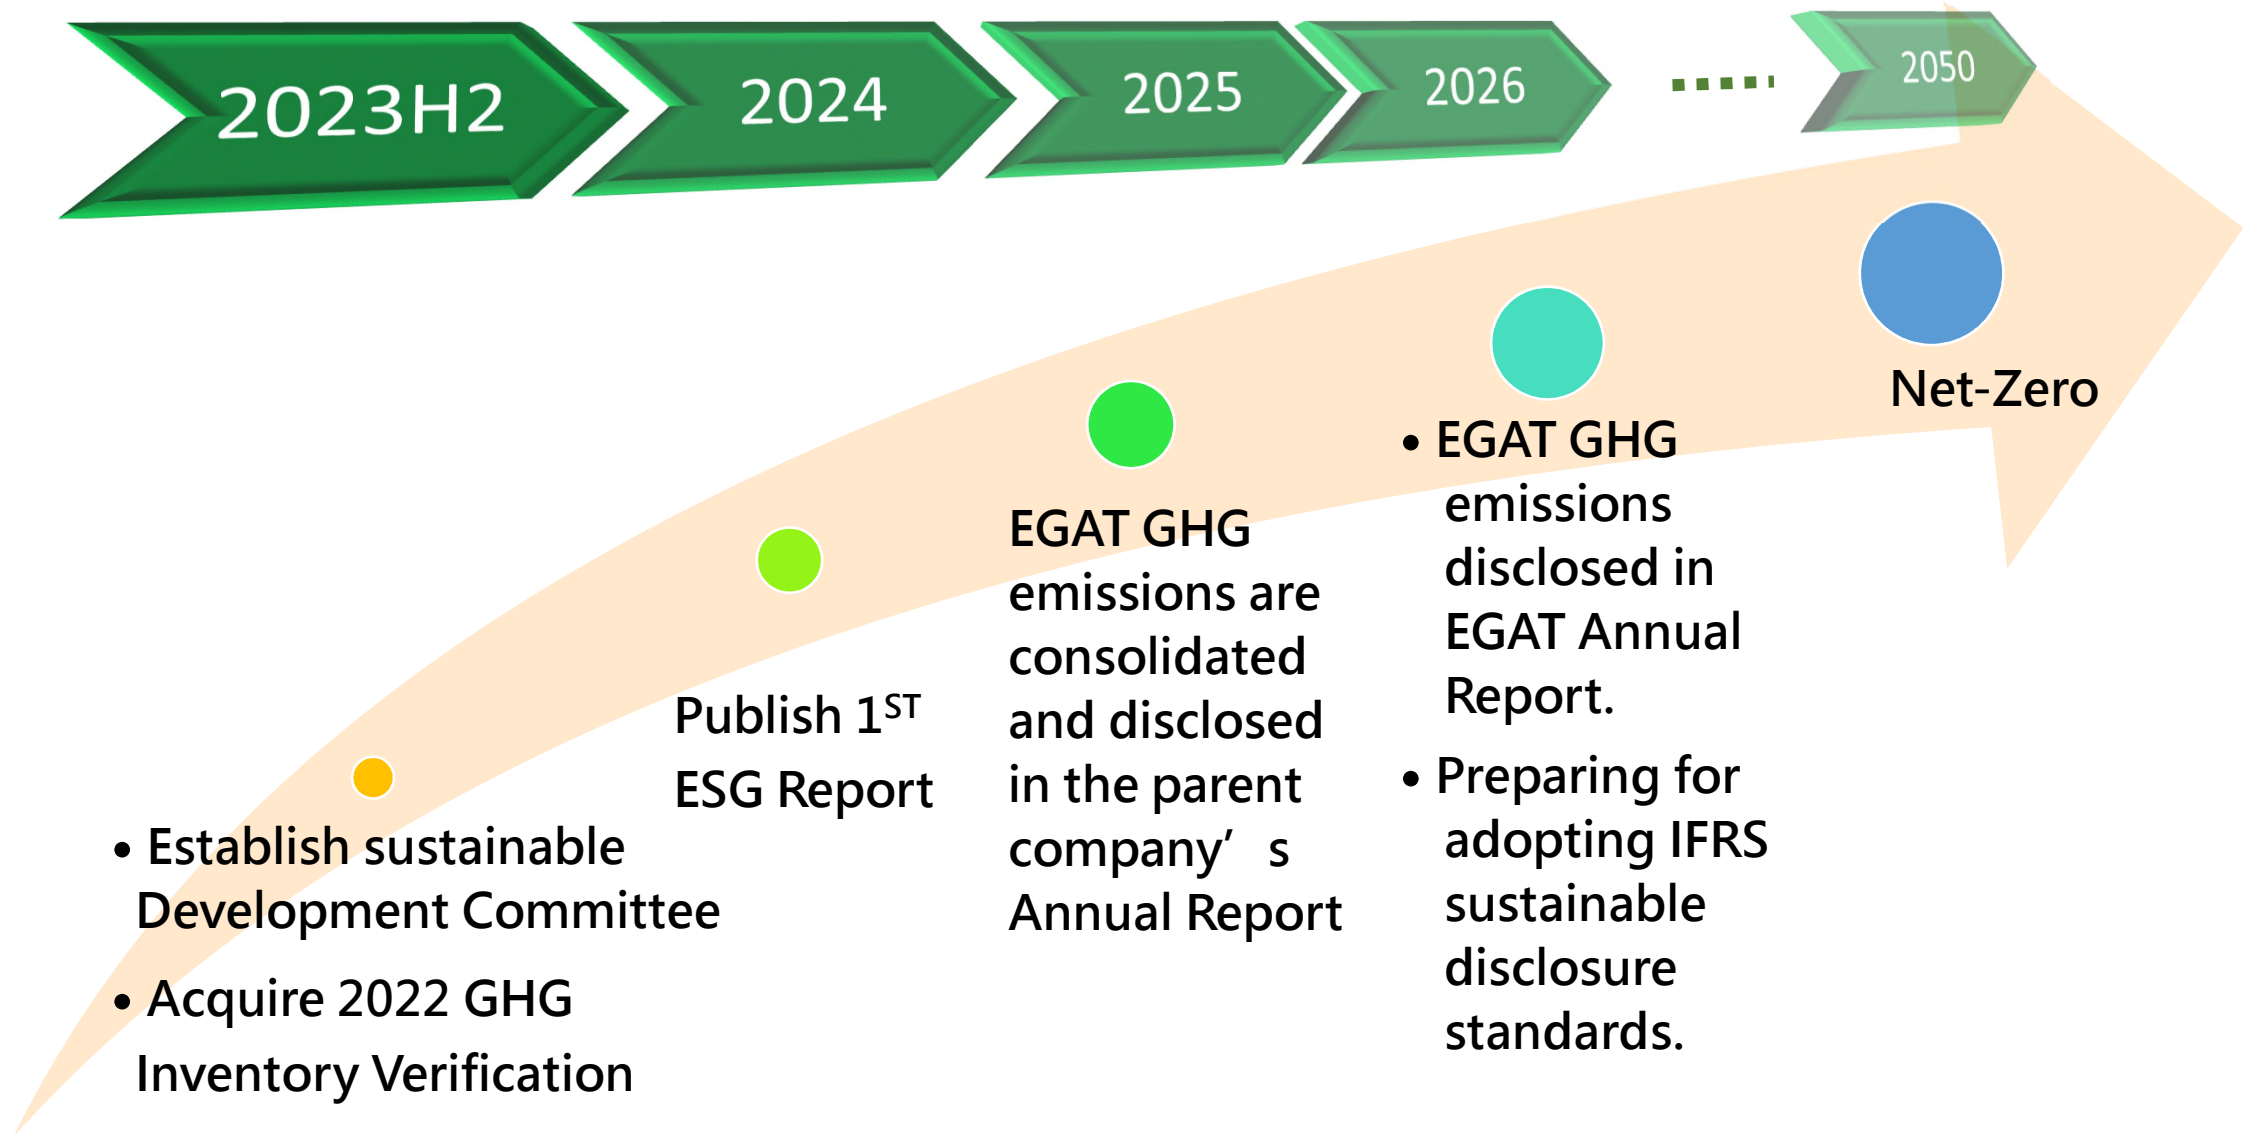 2023H2
2024
2025
2026
2050
• Establish sustainable
Development Committee
• Acquire 2022 GHG
Inventory Verification
Publish 1ST
ESG Report
EGAT GHG
emissions are
consolidated
and disclosed
in the parent
company’ s
Annual Report
• EGAT GHG
emissions
disclosed in
EGAT Annual
Report.
• Preparing for
adopting IFRS
sustainable
disclosure
standards.
Net-Zero